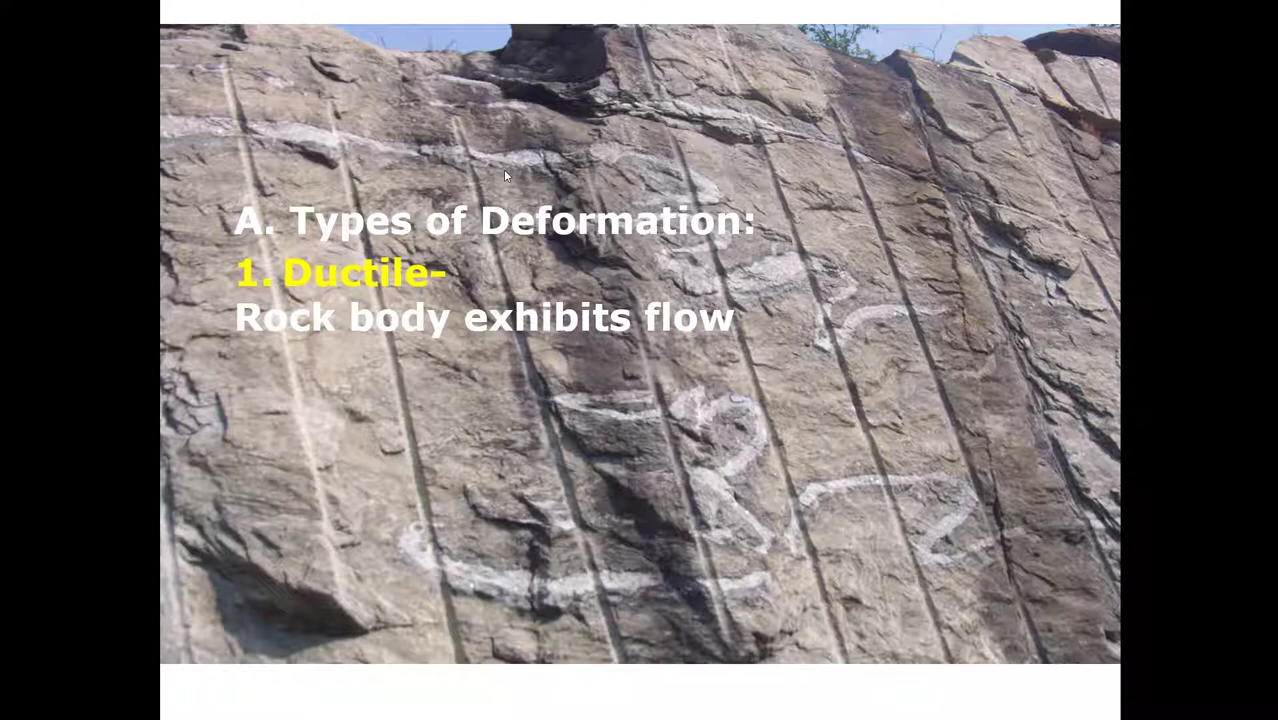 A. Types of Deformation:
1. Ductile-
Rock body exhibits flow